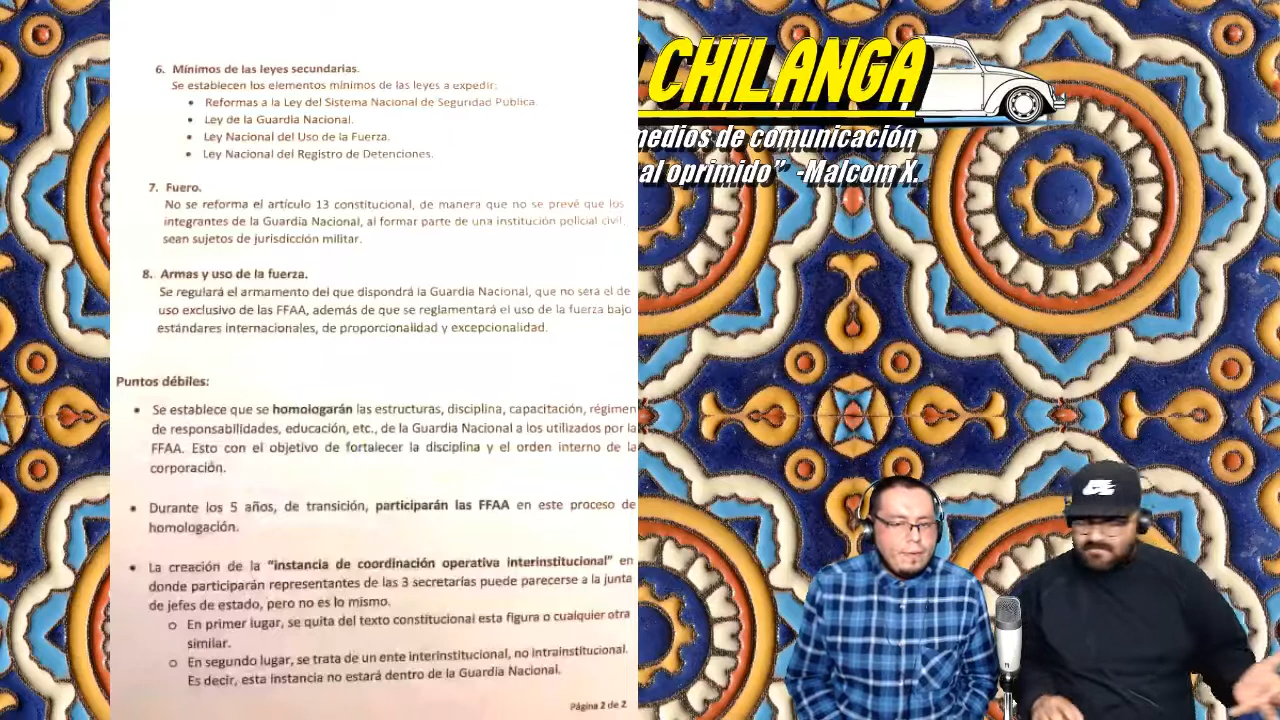 6. Mínimos de las leyes secundarias.
Se establecen los elementos mínimos de las leyes a expedir:
• Reformas a la Ley del Sistema Nacional de Seguridad Pública.
• Ley de la Guardia Nacional.
• Ley Nacional del Uso de la Fuerza.
• Ley Nacional del Registro de Detenciones.
7. Fuero.
No se reforma el artículo 13 constitucional, de manera que no se prevé que los
integrantes de la Guardia Nacional, al formar parte de una institución policial civil,
sean sujetos de jurisdicción militar.
8. Armas y uso de la fuerza.
Se regulará el armamento del que dispondrá la Guardia Nacional, que no será el de
uso exclusivo de las FFAA, además de que se reglamentará el uso de la fuerza bajo
estándares internacionales, de proporcionalidad y excepcionalidad.
Puntos débiles:
• Se establece que se homologarán las estructuras, disciplina, capacitación, régimen
de responsabilidades, educación, etc., de la Guardia Nacional a los utilizados por la
FFAA. Esto con el objetivo de fortalecer la disciplina y el orden interno de la
corporación.
• Durante los 5 años, de transición, participarán las FFAA en este proceso de
homologación.
• La creación de la “instancia de coordinación operativa interinstitucional” en
donde participarán representantes de las 3 secretarías puede parecerse a la junta
de jefes de estado, pero no es lo mismo.
o En primer lugar, se quita del texto constitucional esta figura o cualquier otra
similar.
o En segundo lugar, se trata de un ente interinstitucional, no intrainstitucional.
Es decir, esta instancia no estará dentro de la Guardia Nacional.
Página 2 de 2
CHILANGA
medios de comunicación
al oprimido” -Malcom X.